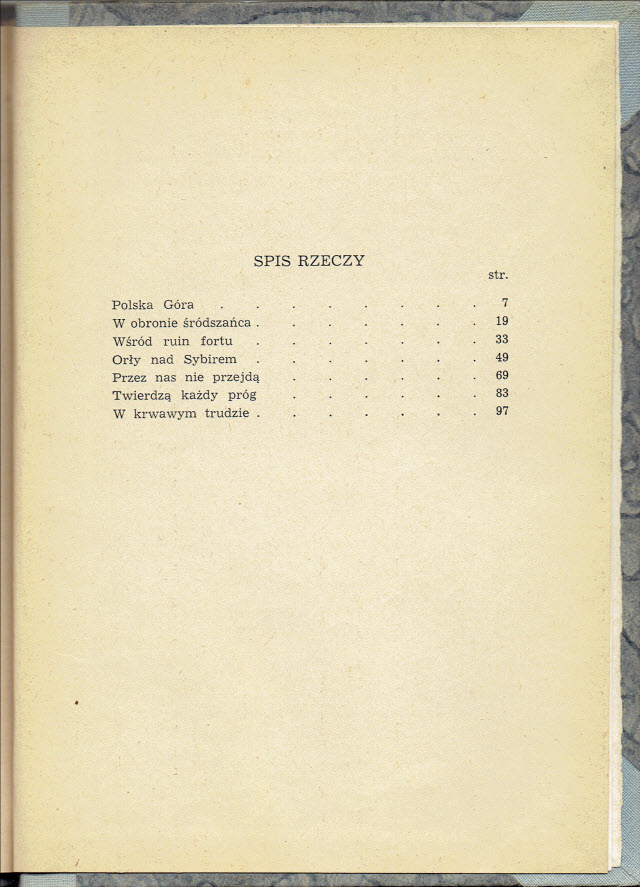 SPIS RZECZY
str.
Polska Góra . . . . . . . . 7
W obronie śródszańca . . . . . . . 19
Wśród ruin fortu . . . . . . . 33
Orły nad Sybirem . . . . . . . 49
Przez nas nie przejdą . . . . . . 69
Twierdzą każdy próg . . . . . . 83
W krwawym trudzie . . . . . . . 97